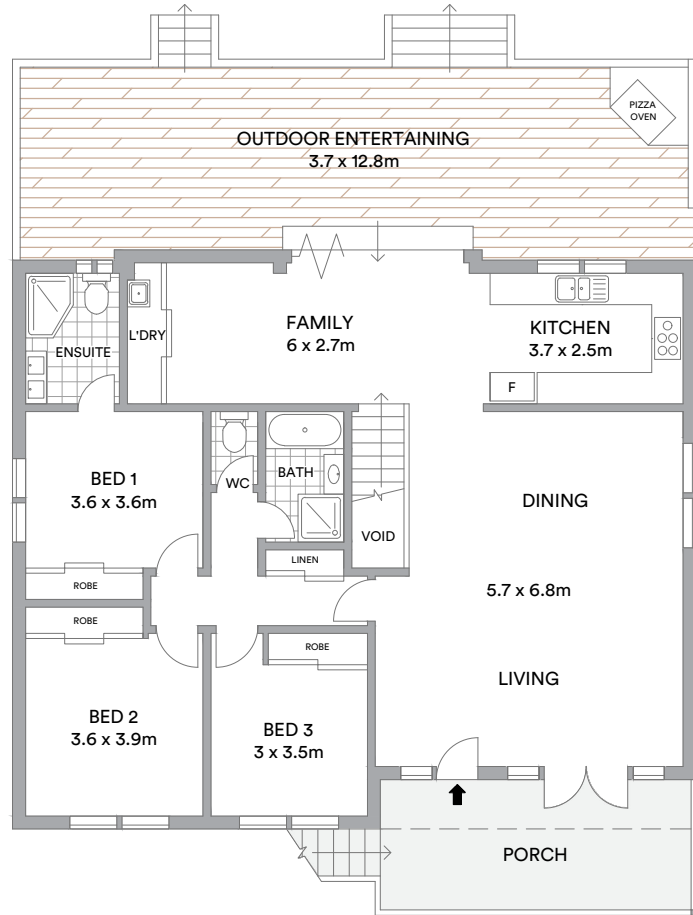 PIZZA
OVEN
OUTDOOR ENTERTAINING
3.7 x 12.8m
L'DRY
ENSUITE
FAMILY
6 x 2.7m
KITCHEN
3.7 x 2.5m
F
BED 1
3.6 x 3.6m
WC
BATH
VOID
DINING
LINEN
5.7 x 6.8m
ROBE
ROBE
ROBE
LIVING
BED 2
3.6 x 3.9m
BED 3
3 x 3.5m
PORCH